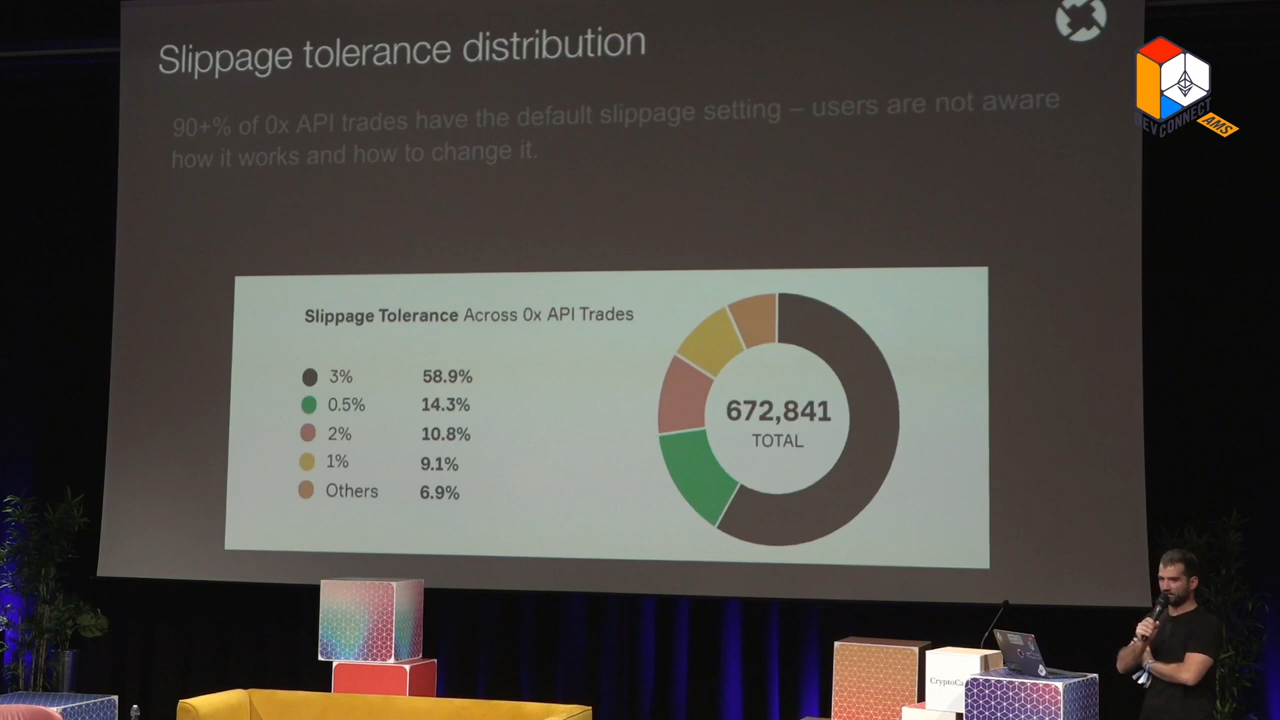 Slippage tolerance distribution
90+% of 0x API trades have the default slippage setting – users are not aware
how it works and how to change it.
Slippage Tolerance Across 0x API Trades
3% 58.9%
0.5% 14.3%
2% 10.8%
1% 9.1%
Others 6.9%
672,841
TOTAL
DEVCONNECT
AMS